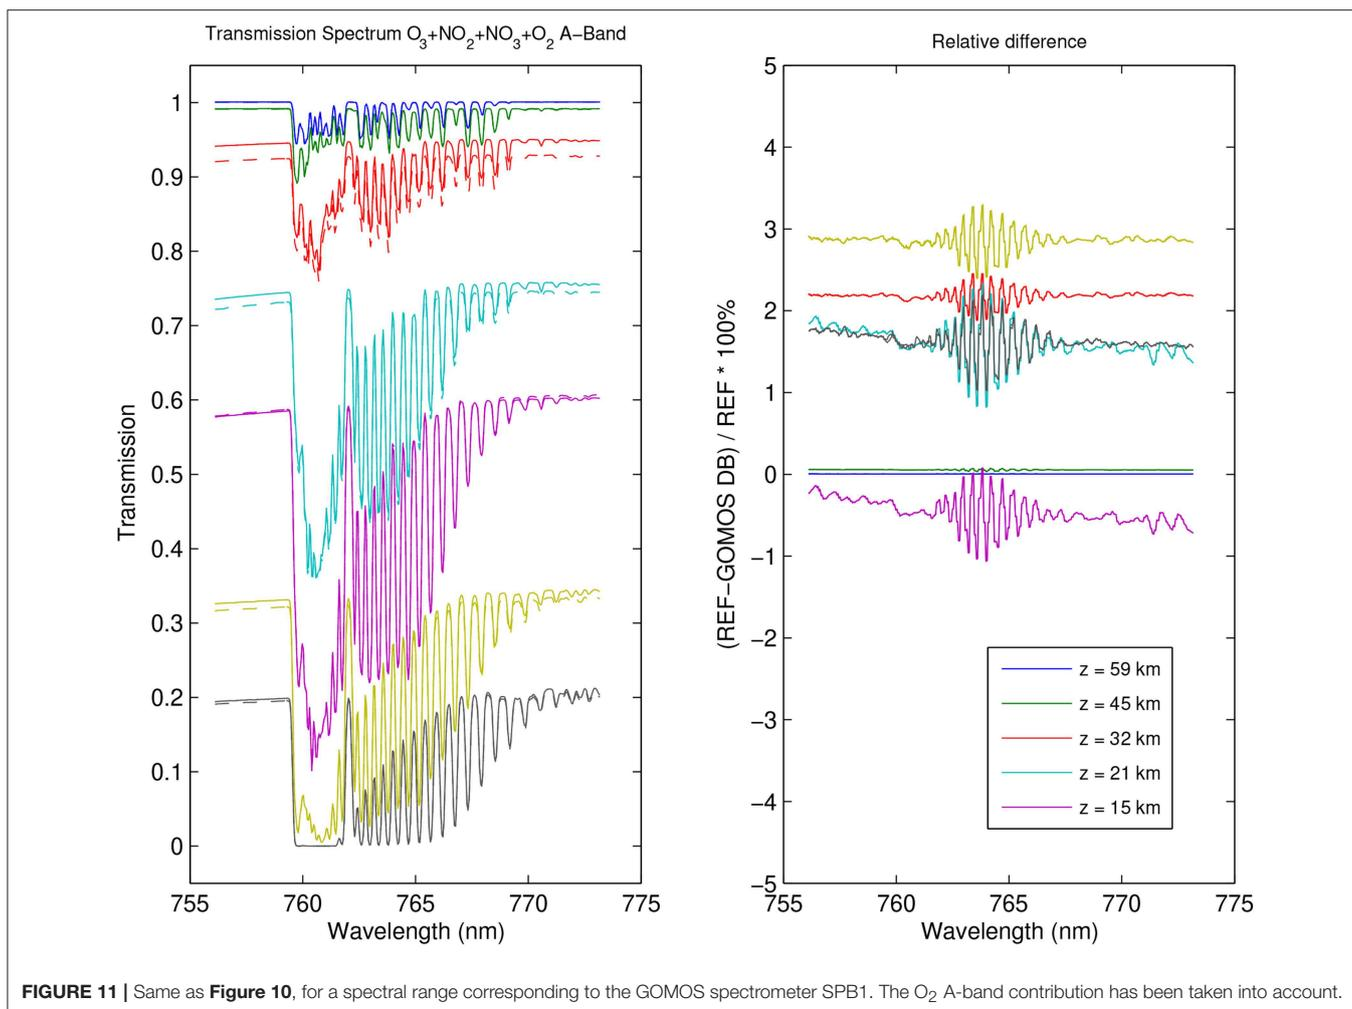 Transmission Spectrum O3+NO2+NO3+O2 A−Band
1
0.9
0.8
0.7
0.6
0.5
0.4
0.3
0.2
0.1
0
Transmission
755 760 765 770 775
Wavelength (nm)
Relative difference
5
4
3
2
1
0
−1
−2
−3
−4
−5
(REF−GOMOS DB) / REF * 100%
z = 59 km
z = 45 km
z = 32 km
z = 21 km
z = 15 km
755 760 765 770 775
Wavelength (nm)
FIGURE 11 | Same as Figure 10, for a spectral range corresponding to the GOMOS spectrometer SPB1. The O2 A-band contribution has been taken into account.